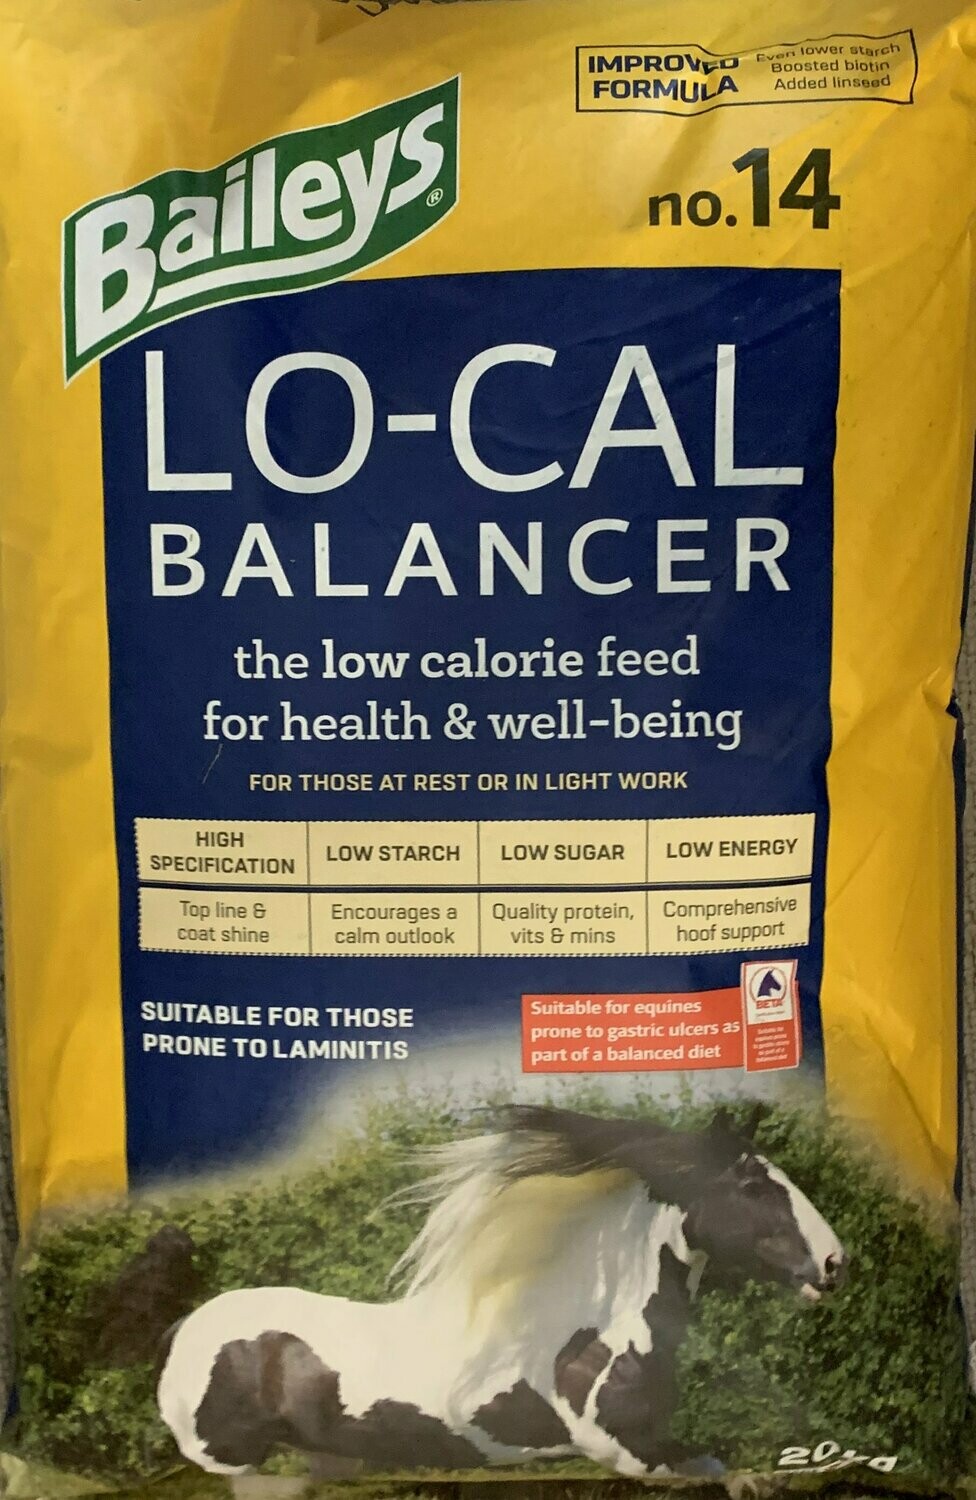 IMPROVED
FORMULA
Even lower starch
Boosted biotin
Added linseed
Baileys®
no.14
LO-CAL
BALANCER
the low calorie feed
for health & well-being
FOR THOSE AT REST OR IN LIGHT WORK
HIGH
SPECIFICATION
LOW STARCH
LOW SUGAR
LOW ENERGY
Top line &
coat shine
Encourages a
calm outlook
Quality protein,
vits & mins
Comprehensive
hoof support
SUITABLE FOR THOSE
PRONE TO LAMINITIS
Suitable for equines
prone to gastric ulcers as
part of a balanced diet
BETA
20kg